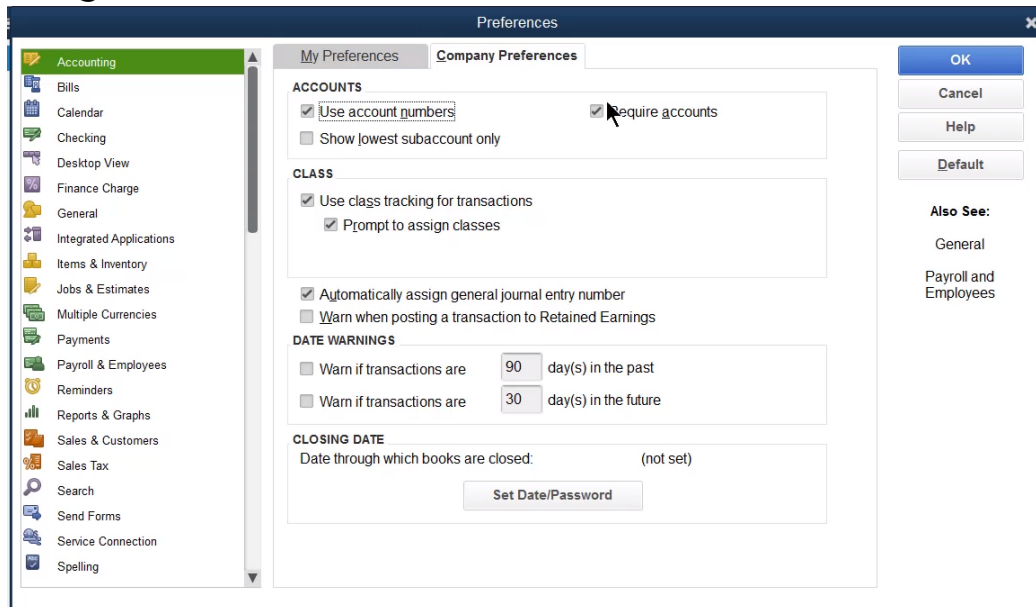 Preferences
Accounting
Bills
Calendar
Checking
Desktop View
Finance Charge
General
Integrated Applications
Items & Inventory
Jobs & Estimates
Multiple Currencies
Payments
Payroll & Employees
Reminders
Reports & Graphs
Sales & Customers
Sales Tax
Search
Send Forms
Service Connection
Spelling
My Preferences
Company Preferences
ACCOUNTS
Use account numbers
Require accounts
Show lowest subaccount only
CLASS
Use class tracking for transactions
Prompt to assign classes
Automatically assign general journal entry number
Warn when posting a transaction to Retained Earnings
DATE WARNINGS
Warn if transactions are 90 day(s) in the past
Warn if transactions are 30 day(s) in the future
CLOSING DATE
Date through which books are closed: (not set)
Set Date/Password
OK
Cancel
Help
Default
Also See:
General
Payroll and
Employees